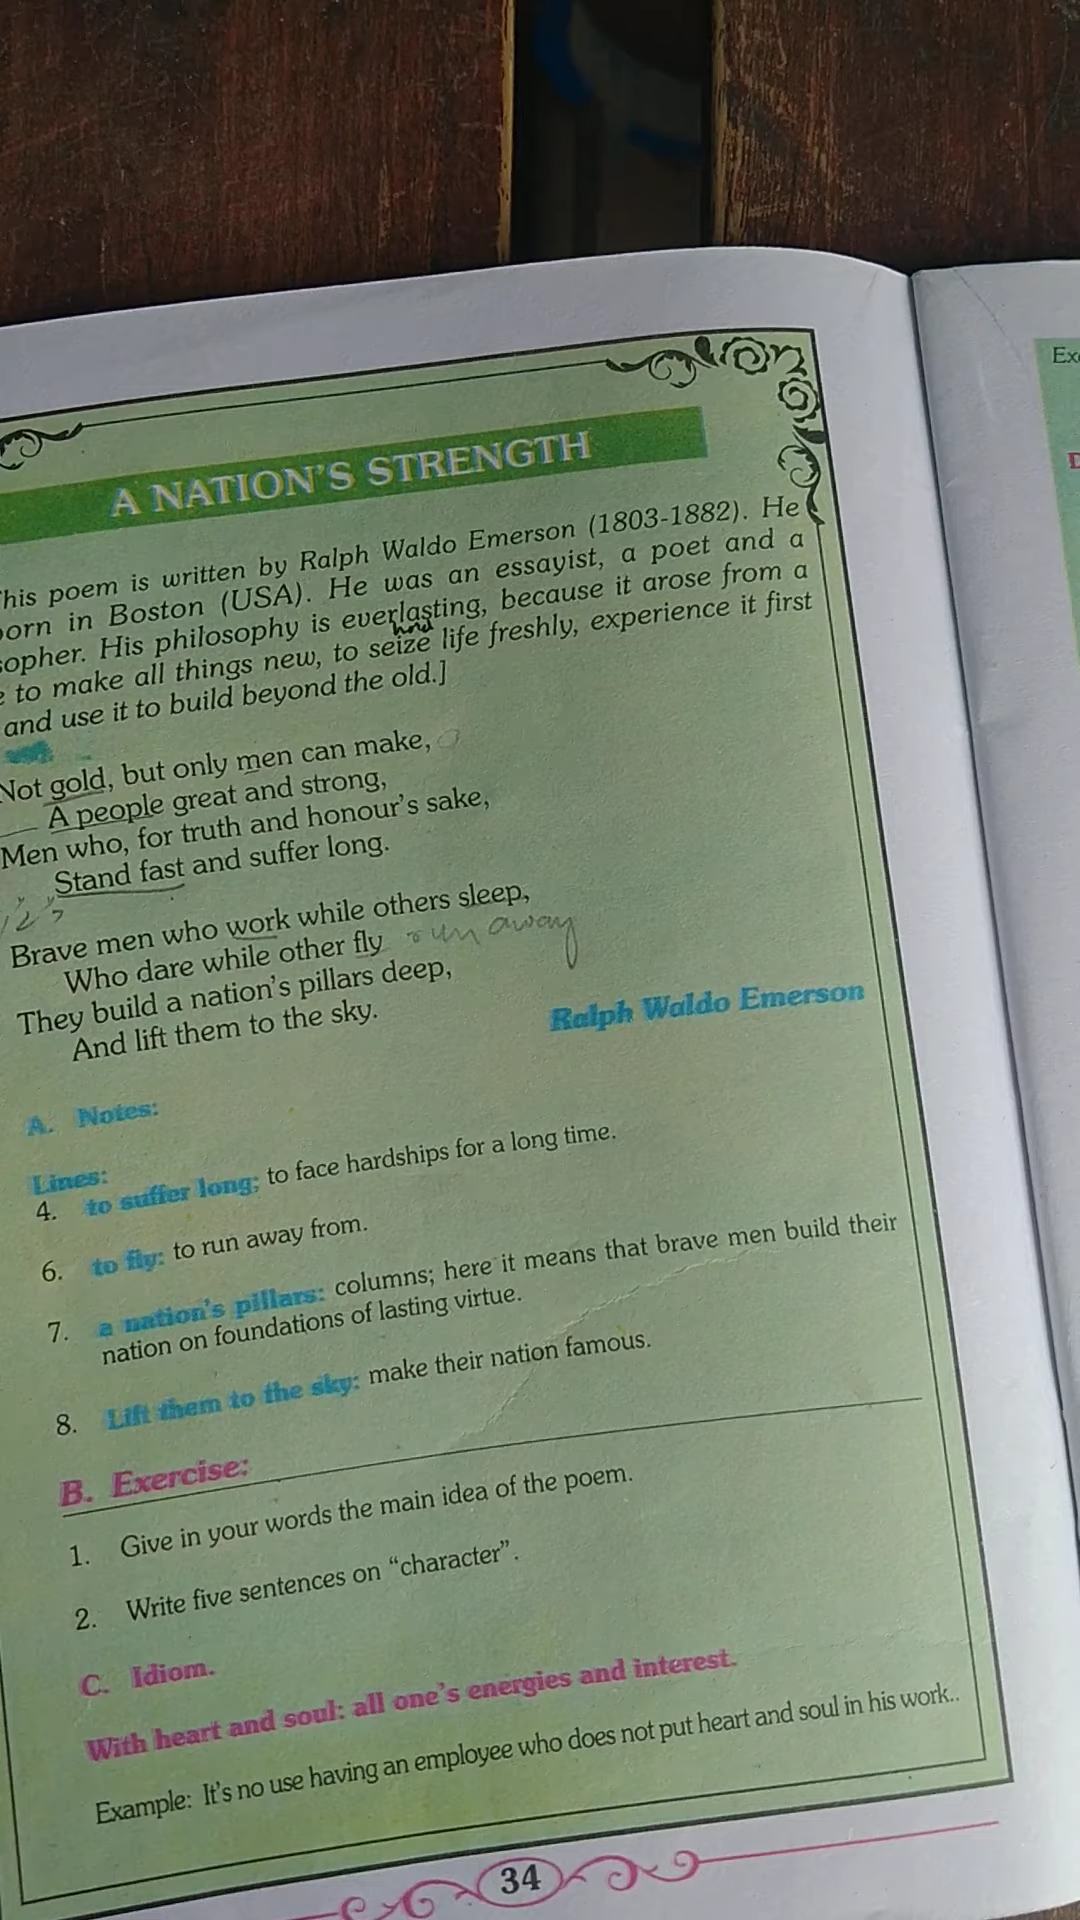 A NATION'S STRENGTH
his poem is written by Ralph Waldo Emerson (1803-1882). He
orn in Boston (USA). He was an essayist, a poet and a
opher. His philosophy is everlasting, because it arose from a
to make all things new, to seize life freshly, experience it first
and use it to build beyond the old.]
Not gold, but only men can make,
A people great and strong,
Men who, for truth and honour's sake,
Stand fast and suffer long.
Brave men who work while others sleep,
Who dare while other fly run away
They build a nation's pillars deep,
And lift them to the sky.
Ralph Waldo Emerson
A. Notes:
Lines:
4. to suffer long; to face hardships for a long time.
6. to fly: to run away from.
7. a nation's pillars: columns; here it means that brave men build their
nation on foundations of lasting virtue.
8. Lift them to the sky: make their nation famous.
B. Exercise:
1. Give in your words the main idea of the poem.
2. Write five sentences on “character”.
C. Idiom.
With heart and soul: all one's energies and interest.
Example: It's no use having an employee who does not put heart and soul in his work..
34
Ex